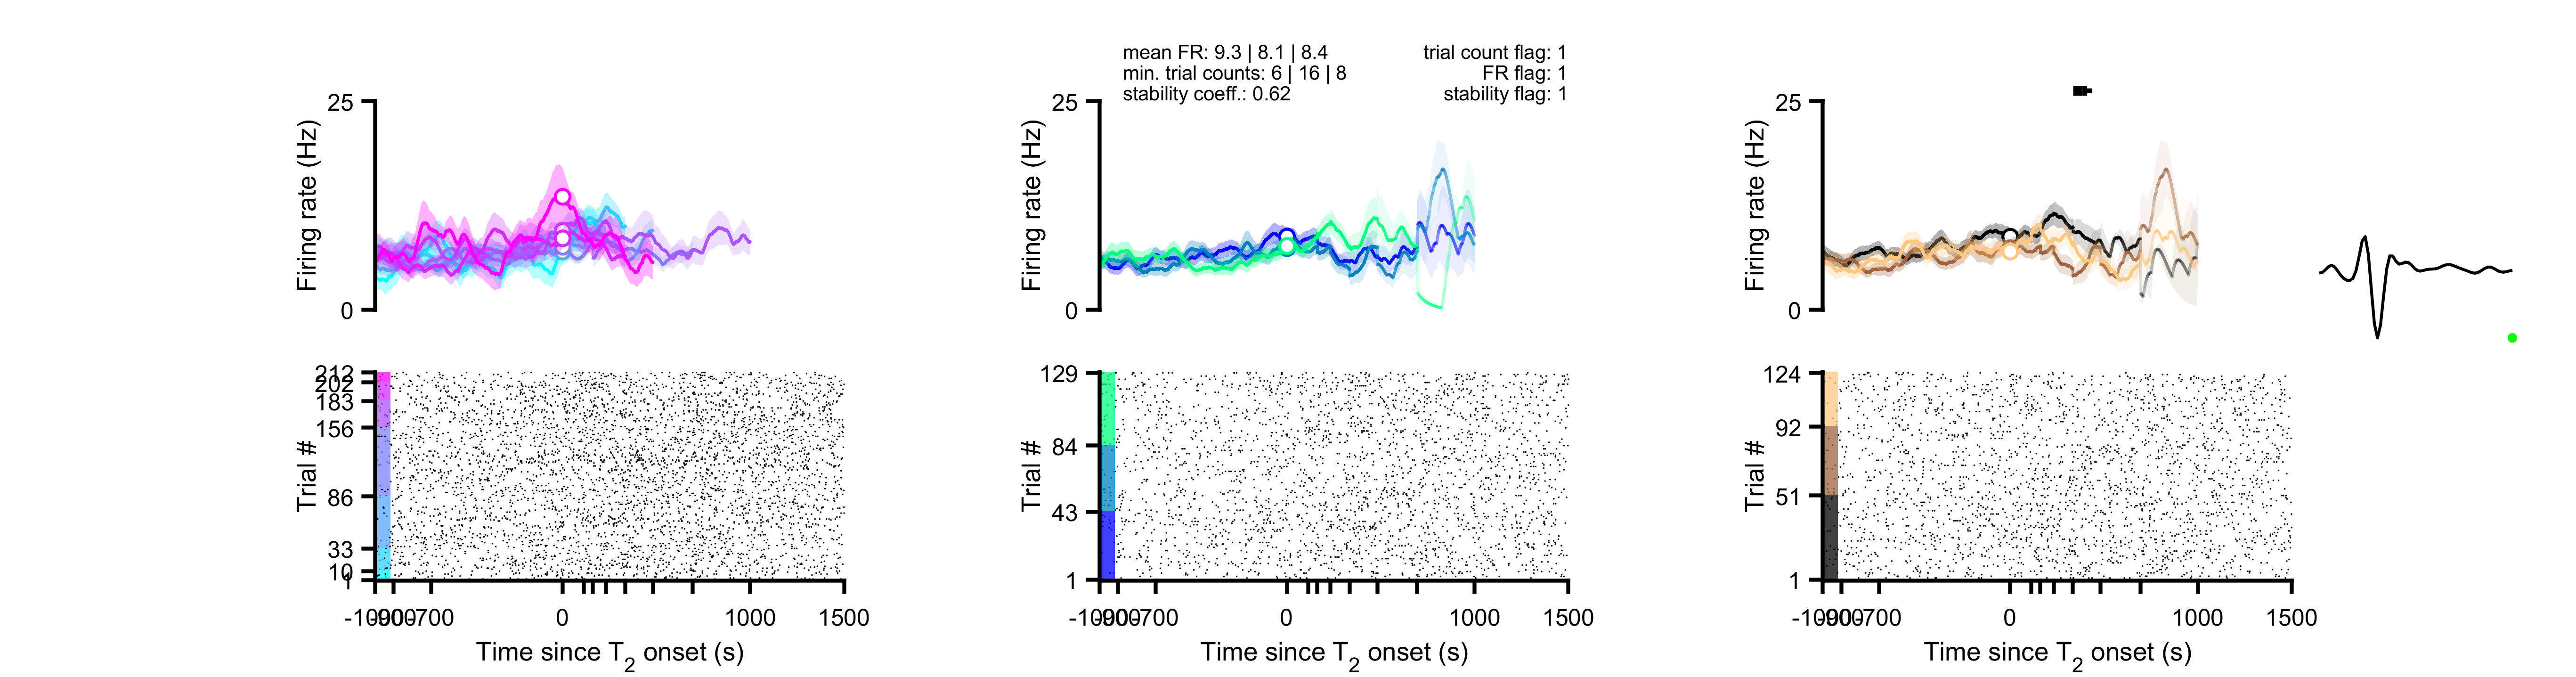 mean FR: 9.3 | 8.1 | 8.4
min. trial counts: 6 | 16 | 8
stability coeff.: 0.62
trial count flag: 1
FR flag: 1
stability flag: 1
25
Firing rate (Hz)
0
25
Firing rate (Hz)
0
25
Firing rate (Hz)
0
212
202
183
156
86
33
10
1
Trial #
0
1000
1500
-700
Time since T2 onset (s)
129
84
43
1
Trial #
-700
0
1000
1500
Time since T2 onset (s)
124
92
51
1
Trial #
-700
0
1000
1500
Time since T2 onset (s)